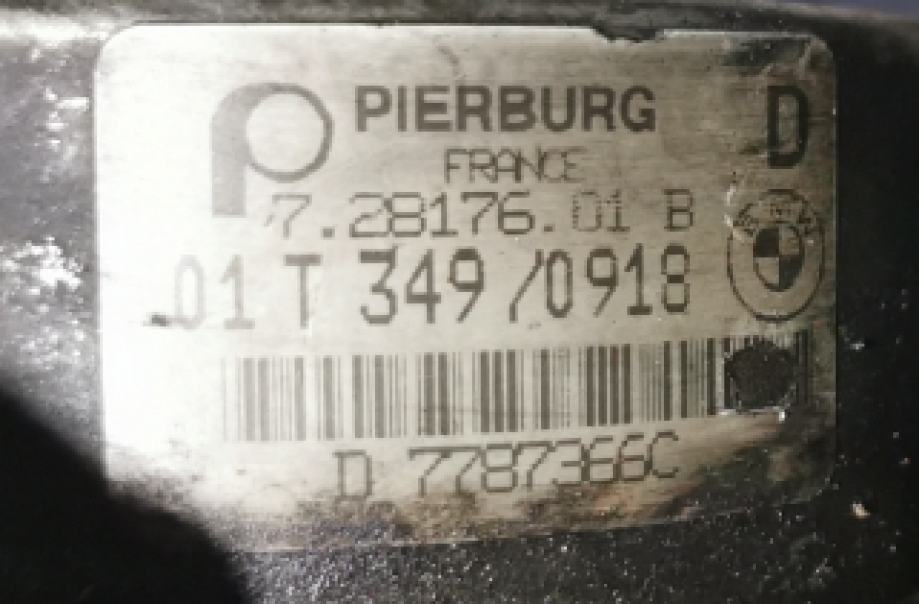 PIERBURG D
FRANCE
7.28176.01 B
01 T 349 /0918
D 7787366C